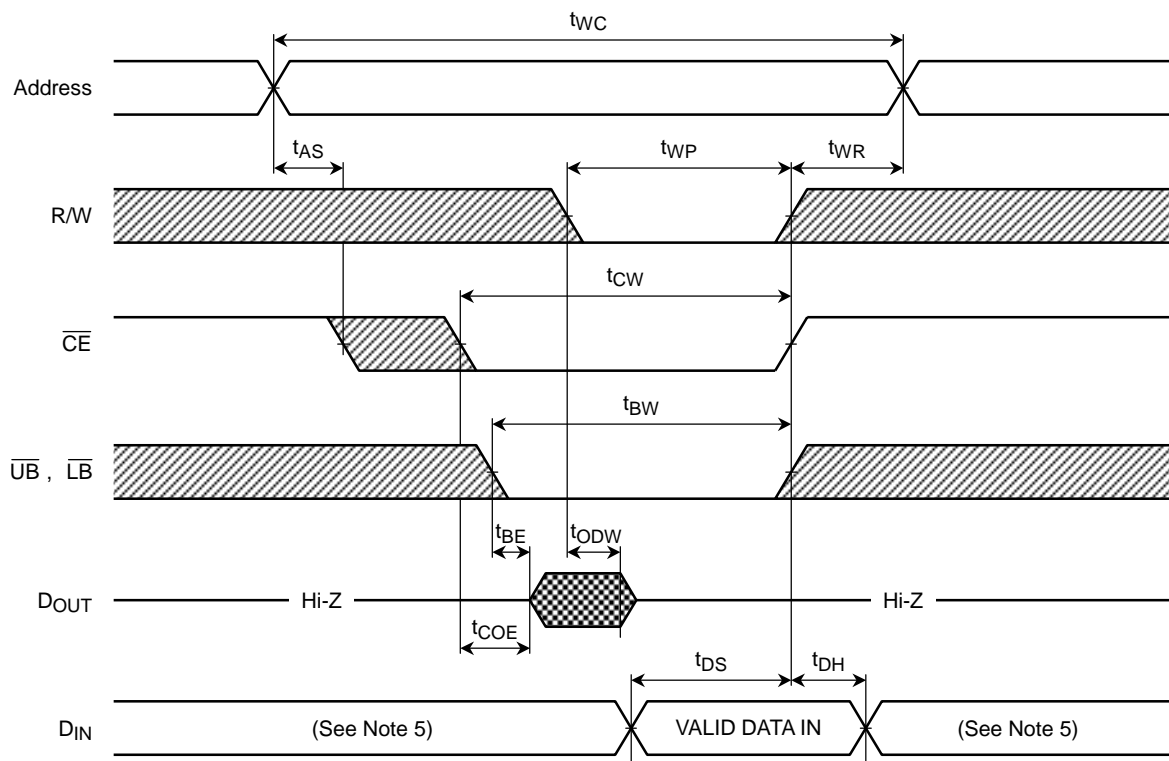 tWC
Address
tAS
tWP
tWR
R/W
tCW
CE
tBW
UB , LB
tBE
tODW
DOUT
Hi-Z
Hi-Z
tCOE
tDS
tDH
DIN
(See Note 5)
VALID DATA IN
(See Note 5)